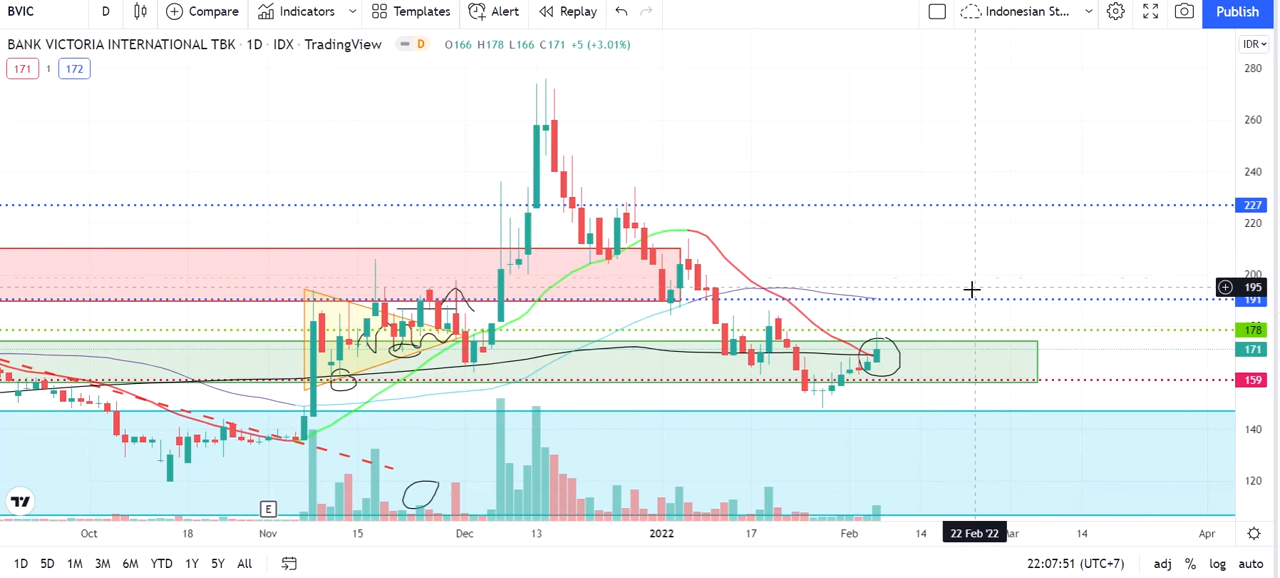 BVIC D Compare Indicators Templates Alert Replay Indonesian St... Publish
BANK VICTORIA INTERNATIONAL TBK · 1D · IDX · TradingView D O166 H178 L166 C171 +5 (+3.01%) IDR
171 1 172
280
260
240
227
220
200
195
191
178
171
159
140
120
E
Oct 18 Nov 15 Dec 13 2022 17 Feb 14 22 Feb '22 14 Apr
1D 5D 1M 3M 6M YTD 1Y 5Y All 22:07:51 (UTC+7) adj % log auto